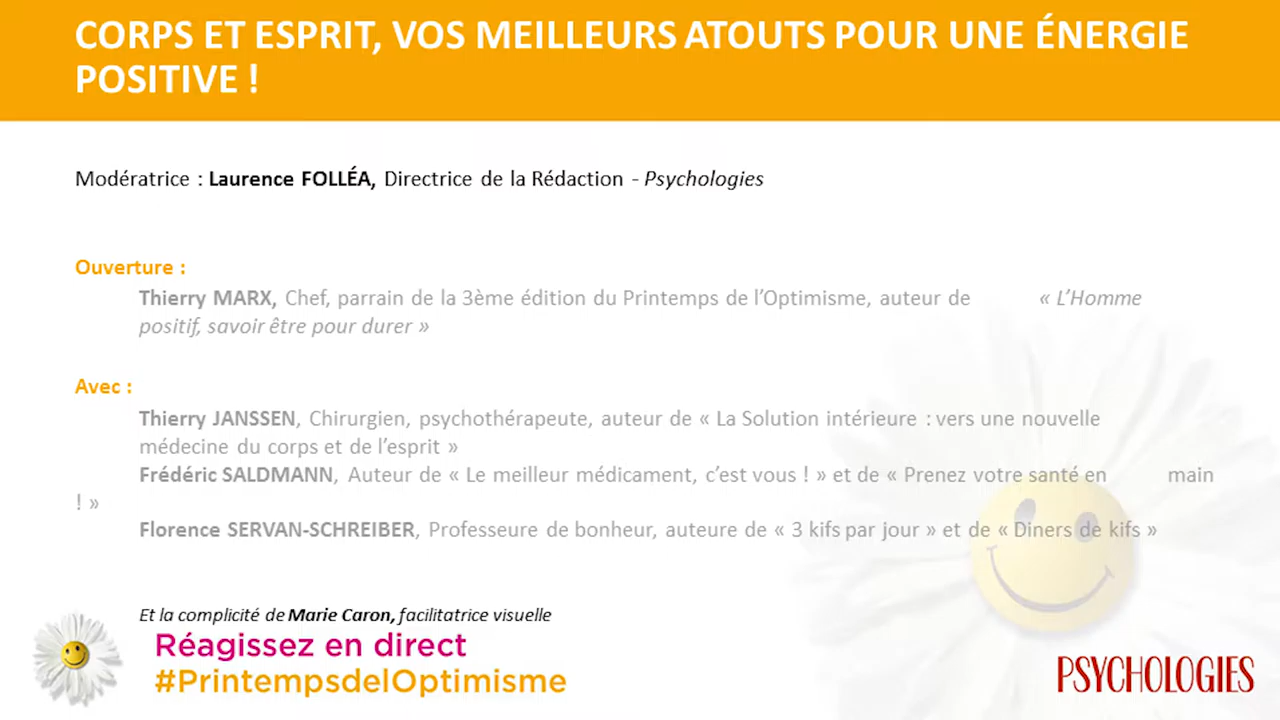 CORPS ET ESPRIT, VOS MEILLEURS ATOUTS POUR UNE ÉNERGIE
POSITIVE !
Modératrice : Laurence FOLLÉA, Directrice de la Rédaction - Psychologies
Ouverture :
Thierry MARX, Chef, parrain de la 3ème édition du Printemps de l'Optimisme, auteur de « L'Homme
positif, savoir être pour durer »
Avec :
Thierry JANSSEN, Chirurgien, psychothérapeute, auteur de « La Solution intérieure : vers une nouvelle
médecine du corps et de l'esprit »
Frédéric SALDMANN, Auteur de « Le meilleur médicament, c'est vous ! » et de « Prenez votre santé en main
! »
Florence SERVAN-SCHREIBER, Professeure de bonheur, auteure de « 3 kifs par jour » et de « Diners de kifs »
Et la complicité de Marie Caron, facilitatrice visuelle
Réagissez en direct
#PrintempsdelOptimisme
PSYCHOLOGIES